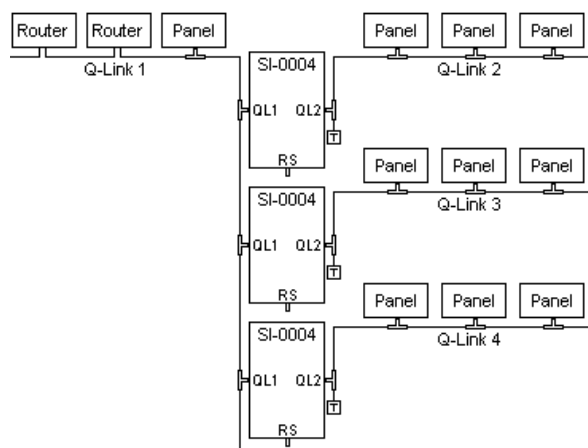 Router Router Panel
Q-Link 1
Panel Panel Panel
Q-Link 2
SI-0004
QL1 QL2
T
RS
Panel Panel Panel
Q-Link 3
SI-0004
QL1 QL2
T
RS
Panel Panel Panel
Q-Link 4
SI-0004
QL1 QL2
T
RS